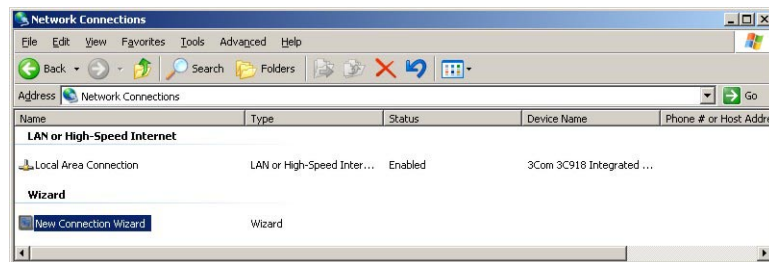 Network Connections
File Edit View Favorites Tools Advanced Help
Back Search Folders
Address Network Connections Go
Name Type Status Device Name Phone # or Host Addre
LAN or High-Speed Internet
Local Area Connection LAN or High-Speed Inter... Enabled 3Com 3C918 Integrated ...
Wizard
New Connection Wizard Wizard